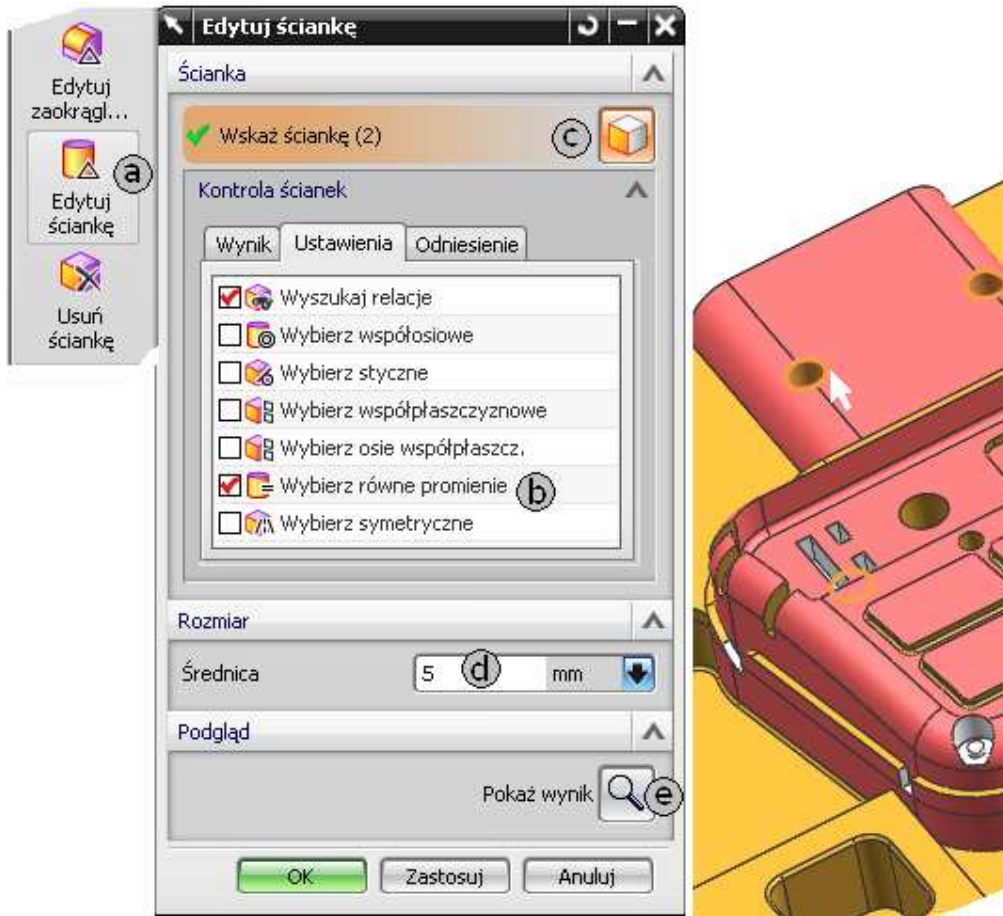 Edytuj
zaokrągl...
a
Edytuj
ściankę
Usuń
ściankę
Edytuj ściankę
Ścianka
Wskaż ściankę (2)
c
Kontrola ścianek
Wynik Ustawienia Odniesienie
Wyszukaj relacje
Wybierz współosiowe
Wybierz styczne
Wybierz współpłaszczyznowe
Wybierz osie współpłaszcz.
Wybierz równe promienie b
Wybierz symetryczne
Rozmiar
Średnica 5 d mm
Podgląd
Pokaż wynik e
OK Zastosuj Anuluj